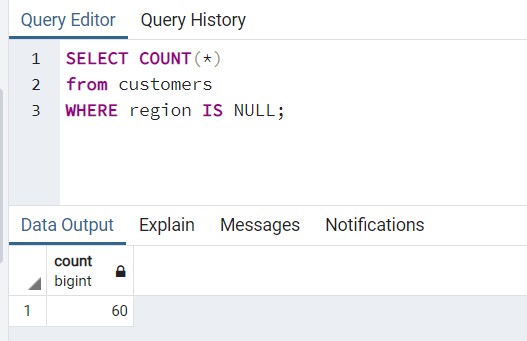 Query Editor Query History
1 SELECT COUNT(*)
2 from customers
3 WHERE region IS NULL;
Data Output Explain Messages Notifications
count
bigint
1 60